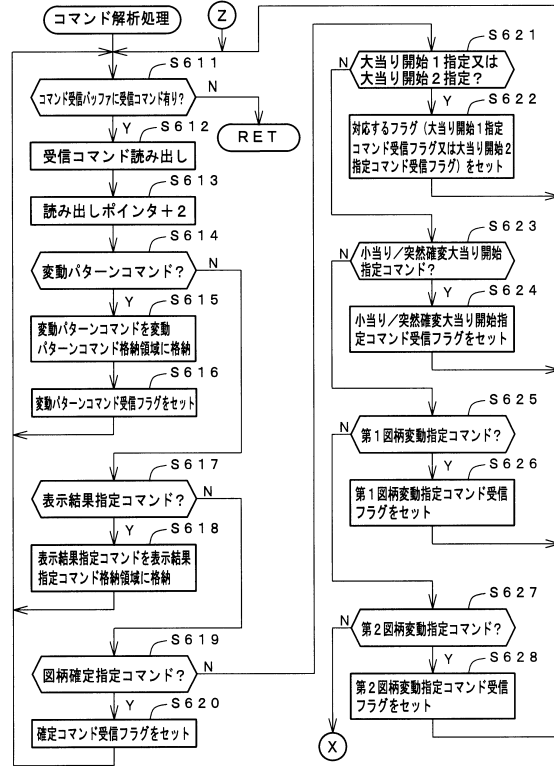 コマンド解析処理
Z
S611
コマンド受信バッファに受信コマンド有り?
N
Y
RET
S612
受信コマンド読み出し
S613
読み出しポインタ+2
S614
変動パターンコマンド?
N
Y
S615
変動パターンコマンドを変動
パターンコマンド格納領域に格納
S616
変動パターンコマンド受信フラグをセット
S617
表示結果指定コマンド?
N
Y
S618
表示結果指定コマンドを表示結果
指定コマンド格納領域に格納
S619
図柄確定指定コマンド?
N
Y
S620
確定コマンド受信フラグをセット
S621
大当り開始1指定又は
大当り開始2指定?
N
Y
S622
対応するフラグ(大当り開始1指定
コマンド受信フラグ又は大当り開始2
指定コマンド受信フラグ)をセット
S623
小当り/突然確変大当り開始
指定コマンド?
N
Y
S624
小当り/突然確変大当り開始指
定コマンド受信フラグをセット
S625
第1図柄変動指定コマンド?
N
Y
S626
第1図柄変動指定コマンド受信
フラグをセット
S627
第2図柄変動指定コマンド?
N
Y
S628
第2図柄変動指定コマンド受信
フラグをセット
X